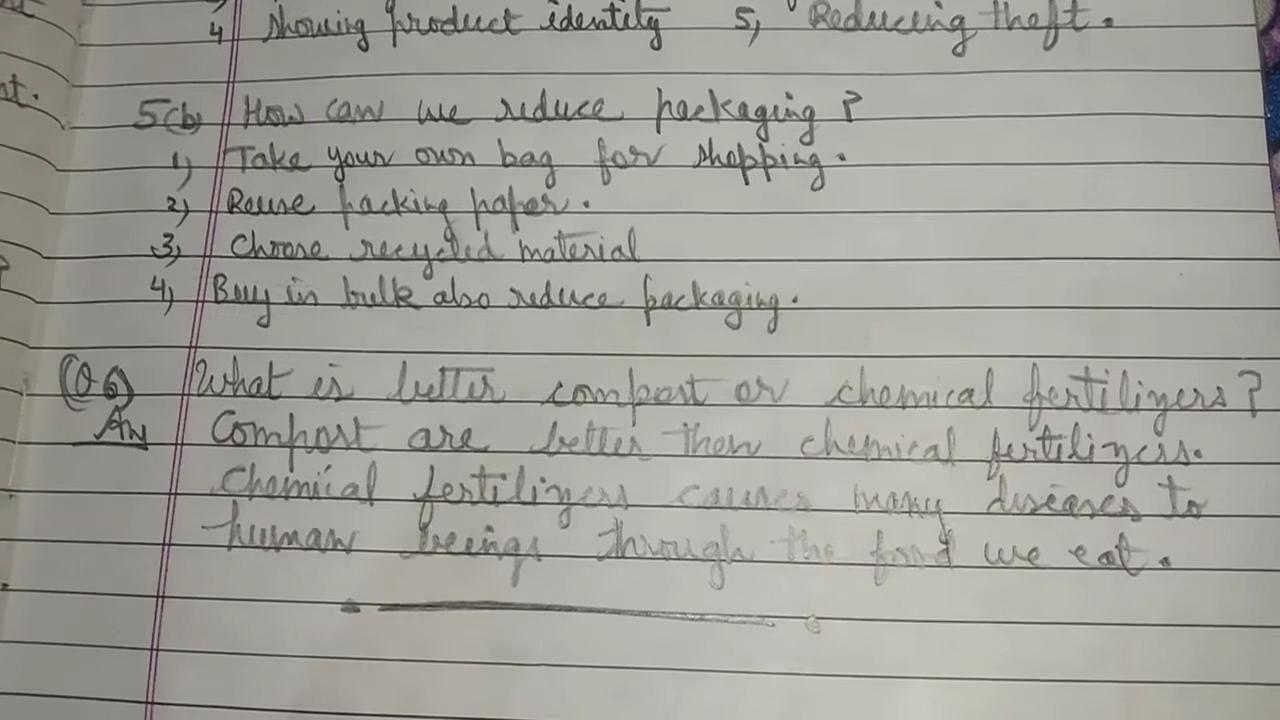 4) Showing product identity 5) Reducing theft.
nt.
5(b) How can we reduce packaging?
1) Take your own bag for shopping.
2) Reuse packing paper.
3) Choose recycled material
4) Buy in bulk also reduce packaging.
(Q6) What is better compost or chemical fertilizers?
Ans Compost are better then chemical fertilizers.
Chemical fertilizers causes many diseases to
human beings through the food we eat.